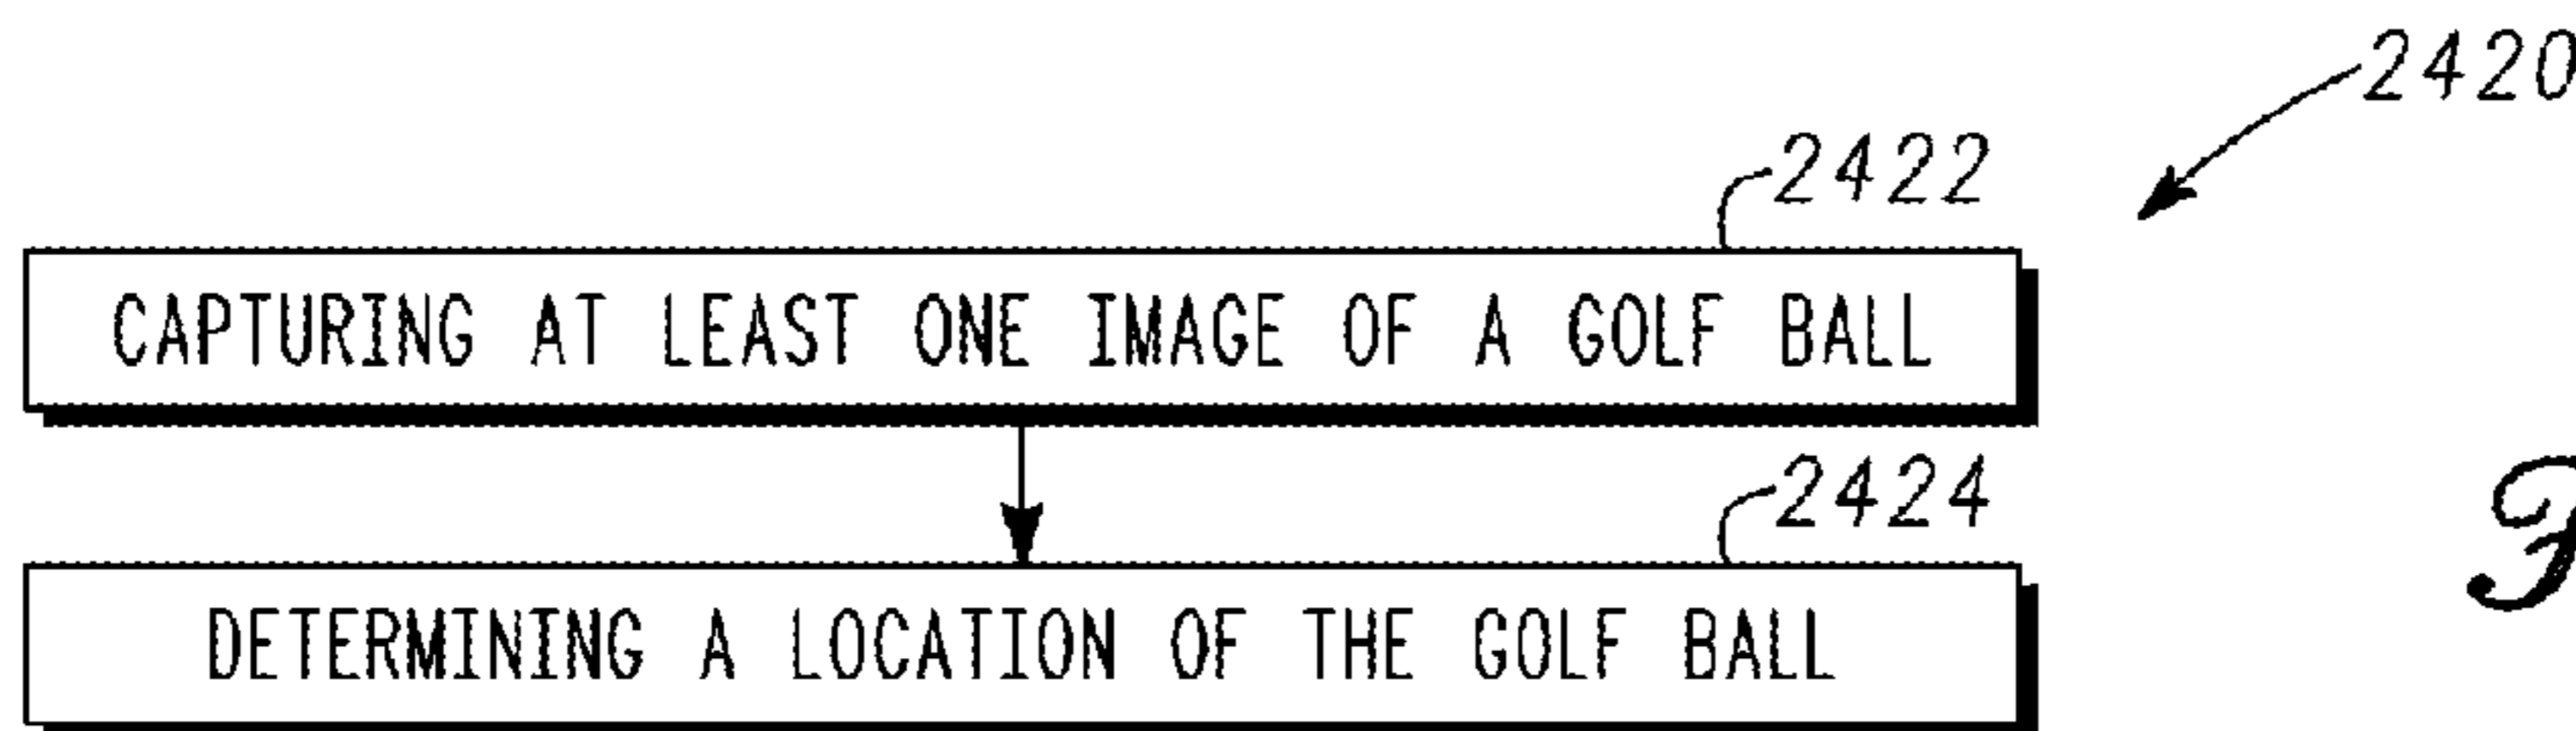 2420
2422
CAPTURING AT LEAST ONE IMAGE OF A GOLF BALL
2424
DETERMINING A LOCATION OF THE GOLF BALL